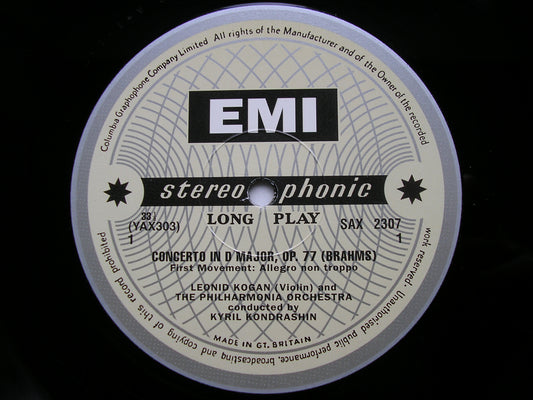 Columbia Graphophone Company Limited. All rights of the Manufacturer and of the Owner of the recorded work reserved. Unauthorised public performance, broadcasting and copying of this record prohibited
EMI
stereophonic
LONG PLAY
33⅓
(YAX303)
1
SAX 2307
1
CONCERTO IN D MAJOR, OP. 77 (BRAHMS)
First Movement: Allegro non troppo
LEONID KOGAN (Violin) and
THE PHILHARMONIA ORCHESTRA
conducted by
KYRIL KONDRASHIN
MADE IN GT. BRITAIN